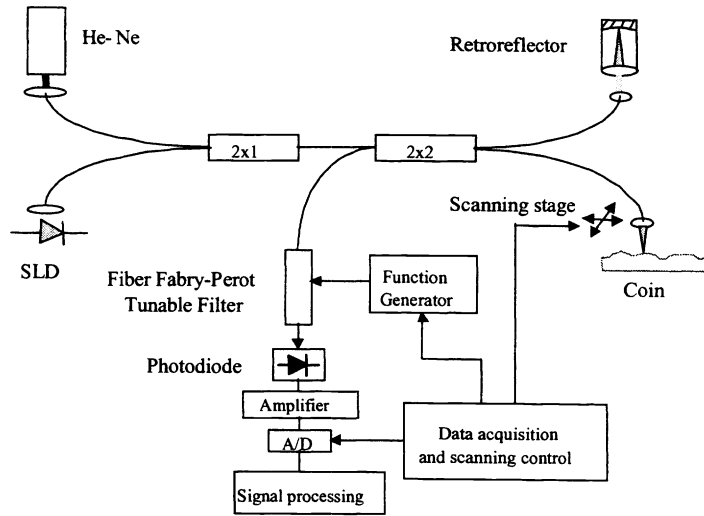 He- Ne
Retroreflector
2x1
2x2
Scanning stage
SLD
Fiber Fabry-Perot
Tunable Filter
Function
Generator
Coin
Photodiode
Amplifier
A/D
Data acquisition
and scanning control
Signal processing